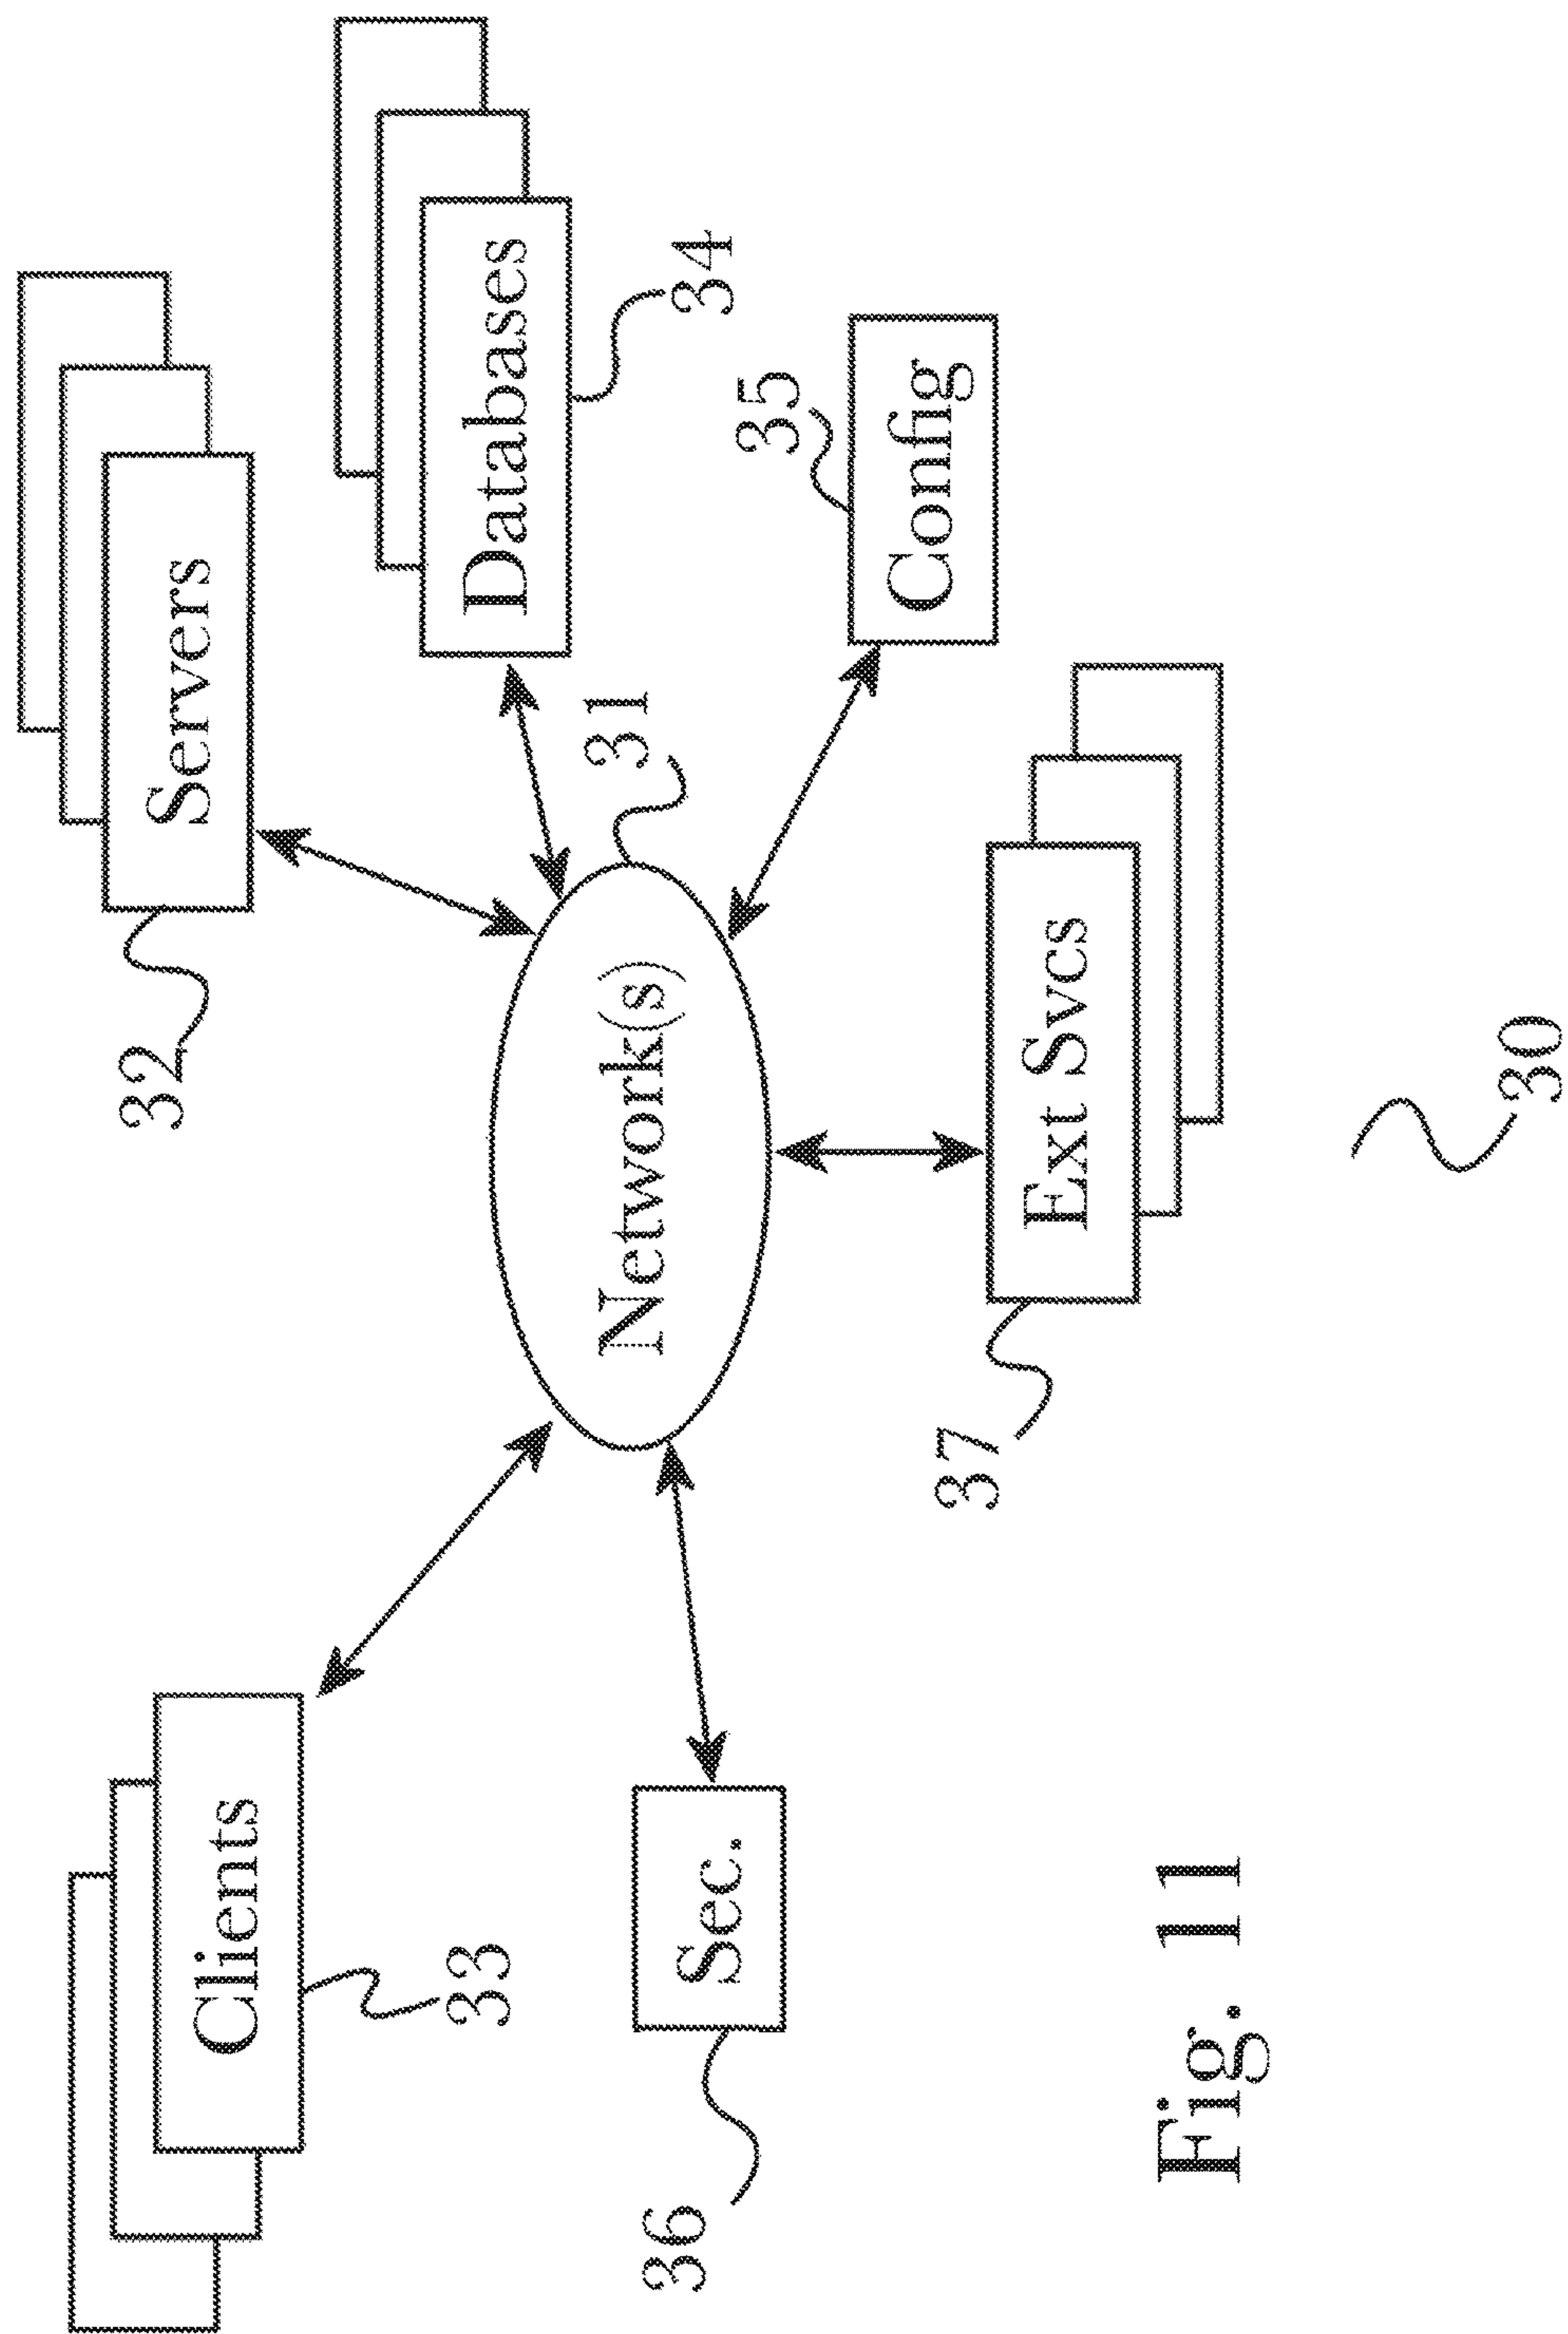 Servers
32
Clients
33
Databases
34
31
Network(s)
35
Config
Sec.
36
Ext Svcs
37
30
Fig. 11